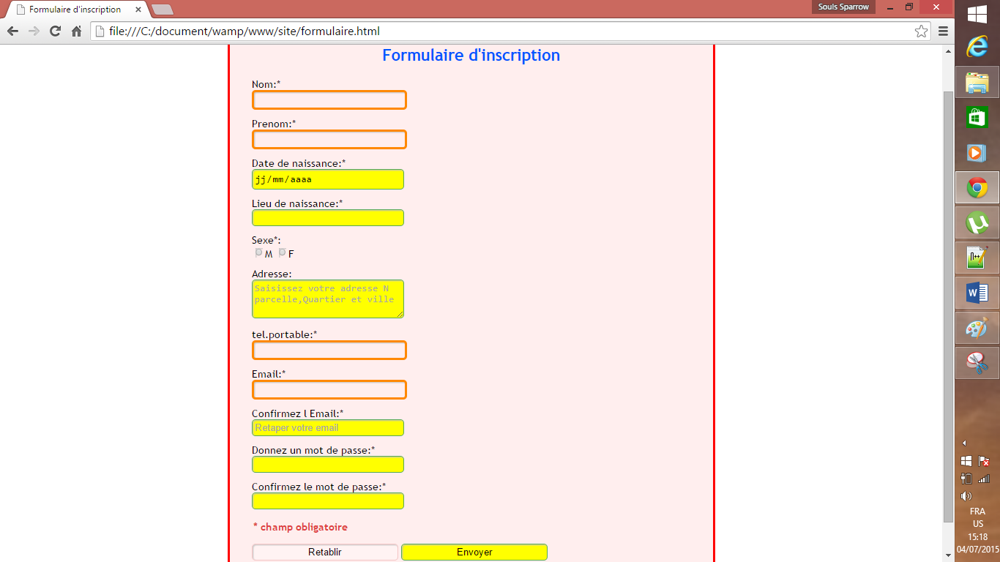 Formulaire d'inscription
Souls Sparrow
file:///C:/document/wamp/www/site/formulaire.html
Formulaire d'inscription
Nom:*
Prenom:*
Date de naissance:*
jj/mm/aaaa
Lieu de naissance:*
Sexe*:
M F
Adresse:
Saisissez votre adresse N
parcelle,Quartier et ville
tel.portable:*
Email:*
Confirmez l Email:*
Retaper votre email
Donnez un mot de passe:*
Confirmez le mot de passe:*
* champ obligatoire
Retablir Envoyer
N++
W
FRA
US
15:18
04/07/2015